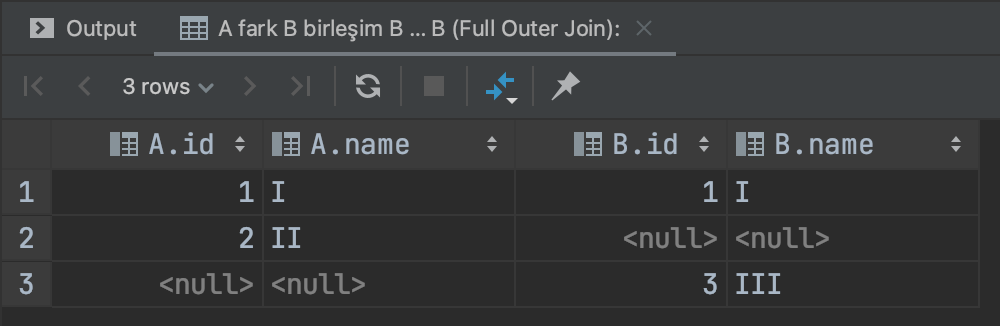 Output A fark B birleşim B ... B (Full Outer Join):
3 rows
A.id A.name B.id B.name
1 1 I 1 I
2 2 II <null> <null>
3 <null> <null> 3 III